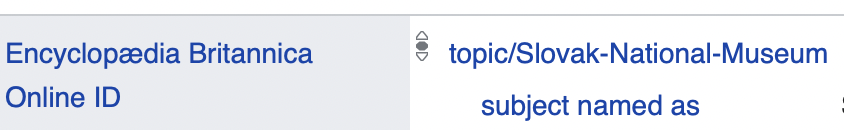 Encyclopædia Britannica
Online ID
topic/Slovak-National-Museum
subject named as